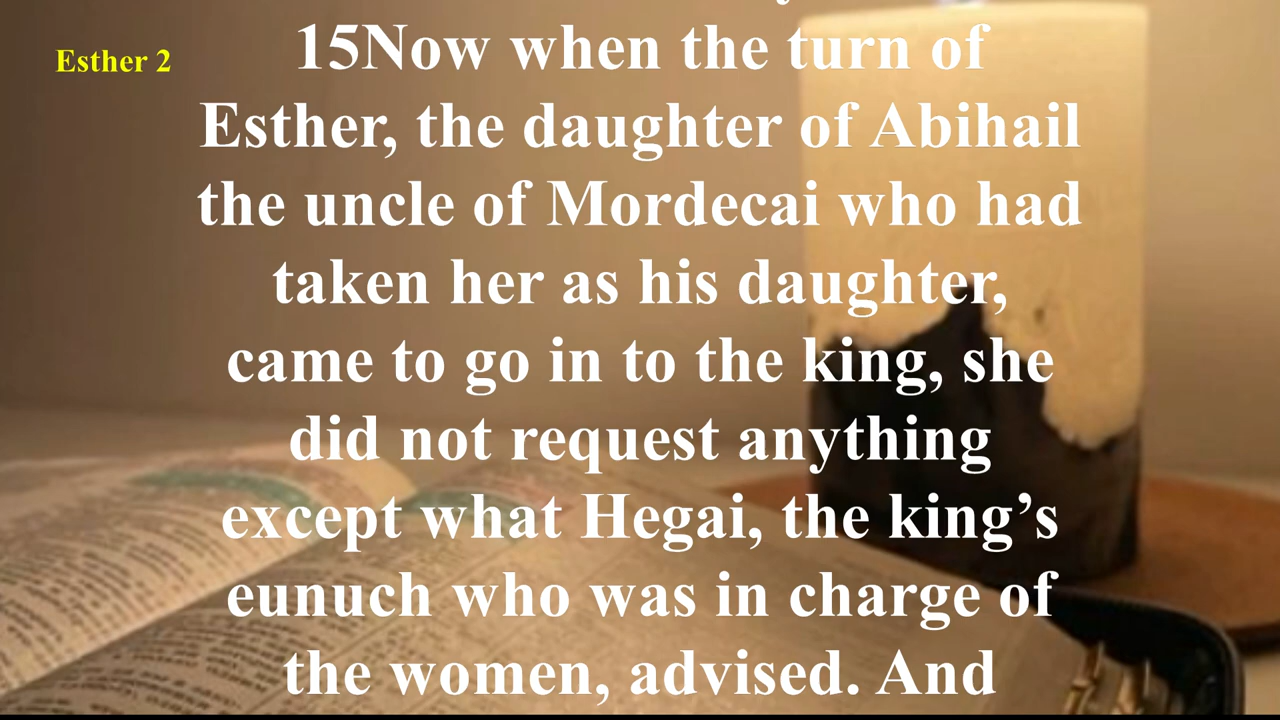 Esther 2
15Now when the turn of
Esther, the daughter of Abihail
the uncle of Mordecai who had
taken her as his daughter,
came to go in to the king, she
did not request anything
except what Hegai, the king’s
eunuch who was in charge of
the women, advised. And